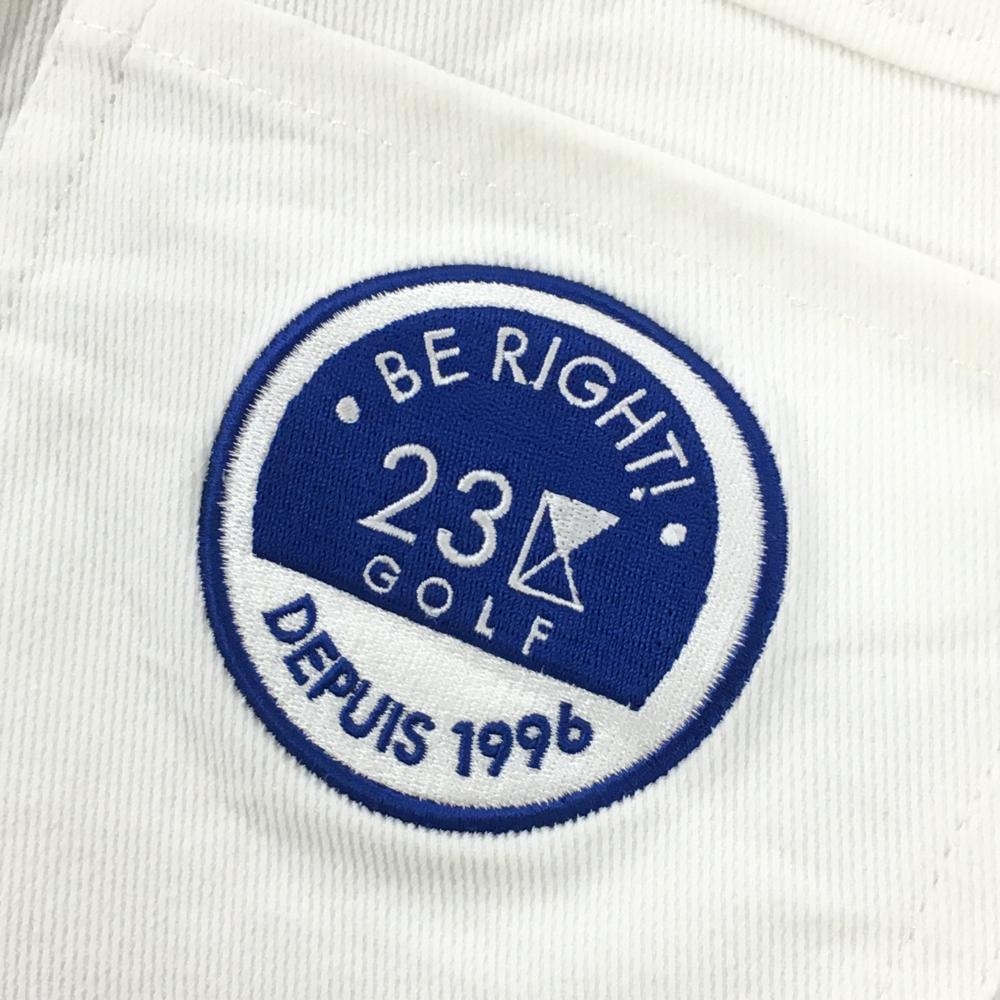 BE RIGHT!
23
GOLF
DEPUIS 1996